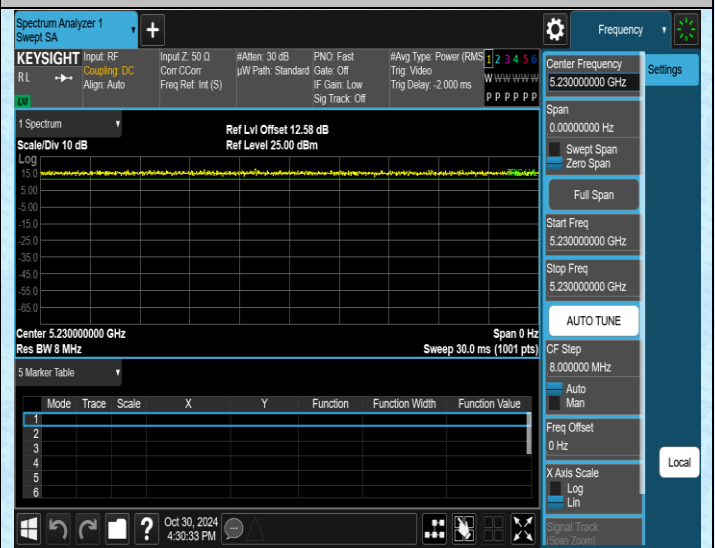 Spectrum Analyzer 1
Swept SA
Frequency
KEYSIGHT Input: RF
RL Coupling: DC
Align: Auto
LXI
Input Z: 50 Ω
Corr CCorr
Freq Ref: Int (S)
#Atten: 30 dB
µW Path: Standard
PNO: Fast
Gate: Off
IF Gain: Low
Sig Track: Off
#Avg Type: Power (RMS
Trig: Video
Trig Delay: -2.000 ms
1 2 3 4 5 6
W W W W W W
P P P P P P
Center Frequency
5.230000000 GHz
Settings
Span
0.00000000 Hz
Swept Span
Zero Span
Full Span
Start Freq
5.230000000 GHz
Stop Freq
5.230000000 GHz
AUTO TUNE
CF Step
8.000000 MHz
Auto
Man
Freq Offset
0 Hz
X Axis Scale
Log
Lin
Signal Track
(Span Zoom)
Local
1 Spectrum
Scale/Div 10 dB
Ref Lvl Offset 12.58 dB
Ref Level 25.00 dBm
Log
15.0
5.00
-5.00
-15.0
-25.0
-35.0
-45.0
-55.0
-65.0
Center 5.230000000 GHz
Res BW 8 MHz
Span 0 Hz
Sweep 30.0 ms (1001 pts)
5 Marker Table
Mode Trace Scale X Y Function Function Width Function Value
1
2
3
4
5
6
?
Oct 30, 2024
4:30:33 PM